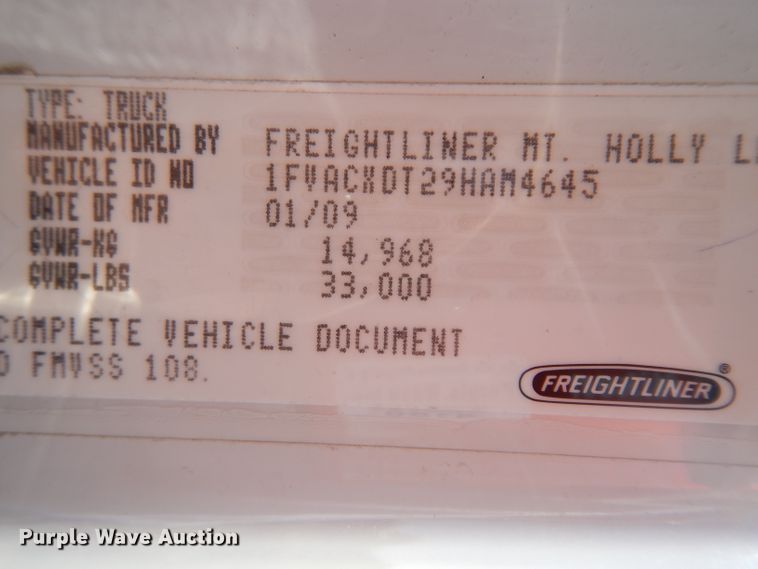 TYPE: TRUCK
MANUFACTURED BY FREIGHTLINER MT. HOLLY
VEHICLE ID NO 1FVACXDT29HAM4645
DATE OF MFR 01/09
GVWR-KG 14,968
GVWR-LBS 33,000
COMPLETE VEHICLE DOCUMENT
FMVSS 108.
FREIGHTLINER®
Purple Wave Auction